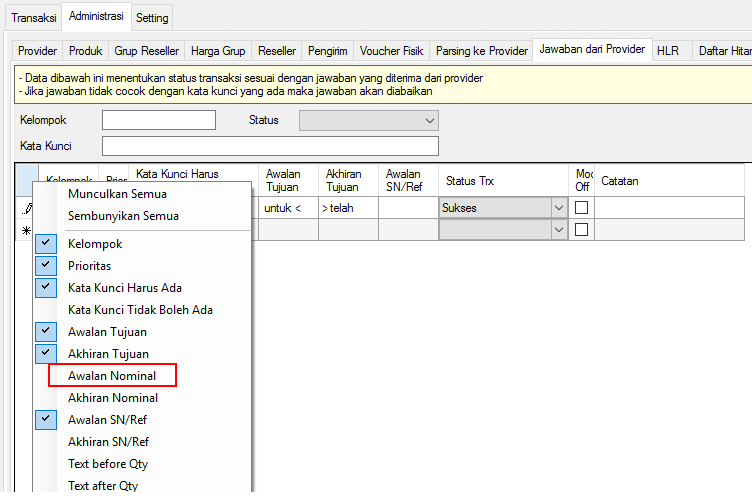 Transaksi Administrasi Setting
Provider Produk Grup Reseller Harga Grup Reseller Pengirim Voucher Fisik Parsing ke Provider Jawaban dari Provider HLR Daftar Hitan
- Data dibawah ini menentukan status transaksi sesuai dengan jawaban yang diterima dari provider
- Jika jawaban tidak cocok dengan kata kunci yang ada maka jawaban akan diabaikan
Kelompok Status
Kata Kunci
Kata Kunci Harus Awalan Tujuan Akhiran Tujuan Awalan SN/Ref Status Trx Off Catatan
untuk < > telah Sukses
Munculkan Semua
Sembunyikan Semua
Kelompok
Prioritas
Kata Kunci Harus Ada
Kata Kunci Tidak Boleh Ada
Awalan Tujuan
Akhiran Tujuan
Awalan Nominal
Akhiran Nominal
Awalan SN/Ref
Akhiran SN/Ref
Text before Qty
Text after Qty